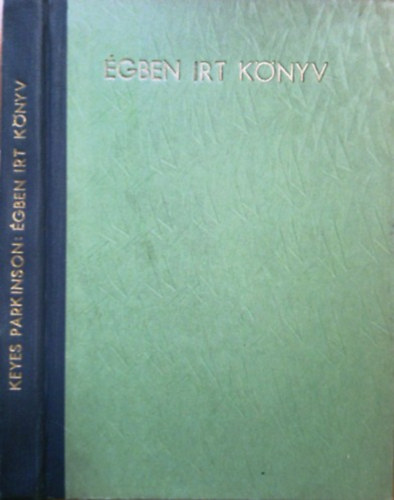 ÉGBEN IRT KÖNYV
KEYES PARKINSON: ÉGBEN IRT KÖNYV